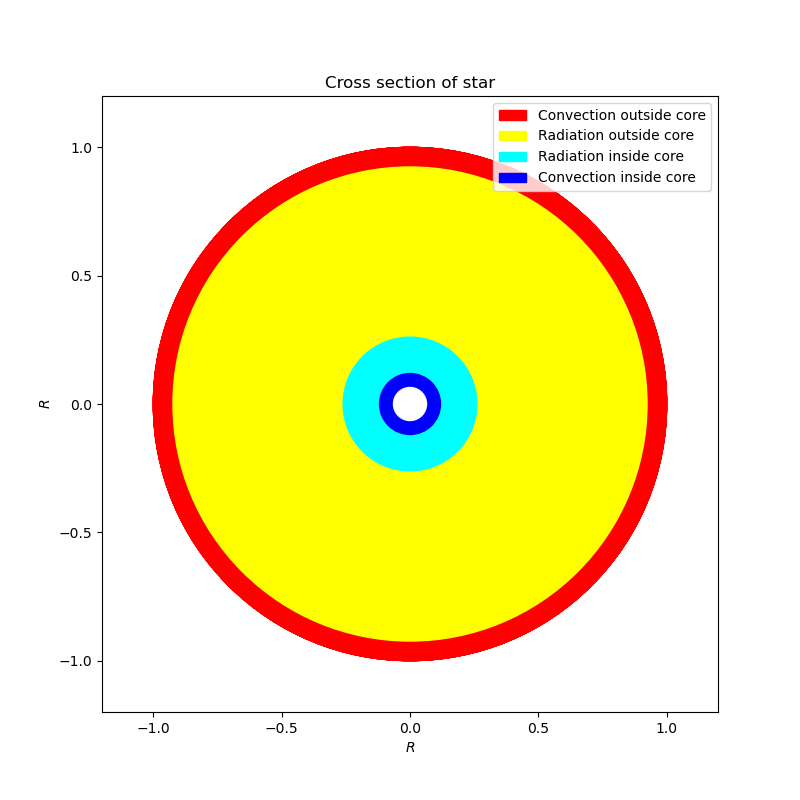 Cross section of star
Convection outside core
Radiation outside core
Radiation inside core
Convection inside core
1.0
0.5
0.0
−0.5
−1.0
R
−1.0 −0.5 0.0 0.5 1.0
R